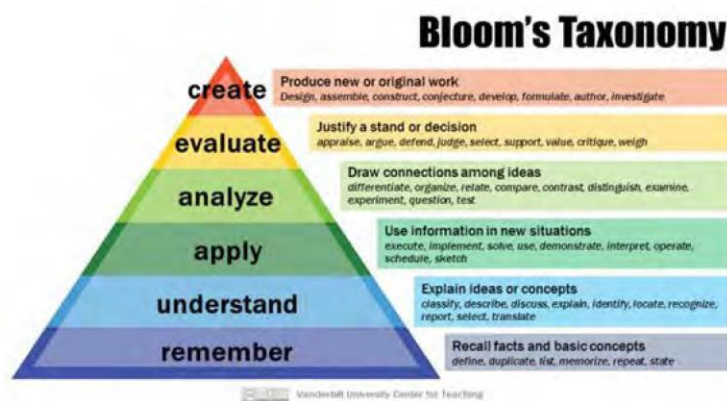 Bloom's Taxonomy
create
Produce new or original work
Design, assemble, construct, conjecture, develop, formulate, author, investigate
evaluate
Justify a stand or decision
appraise, argue, defend, judge, select, support, value, critique, weigh
analyze
Draw connections among ideas
differentiate, organize, relate, compare, contrast, distinguish, examine,
experiment, question, test
apply
Use information in new situations
execute, implement, solve, use, demonstrate, interpret, operate,
schedule, sketch
understand
Explain ideas or concepts
classify, describe, discuss, explain, identify, locate, recognize,
report, select, translate
remember
Recall facts and basic concepts
define, duplicate, list, memorize, repeat, state
Vanderbilt University Center for Teaching